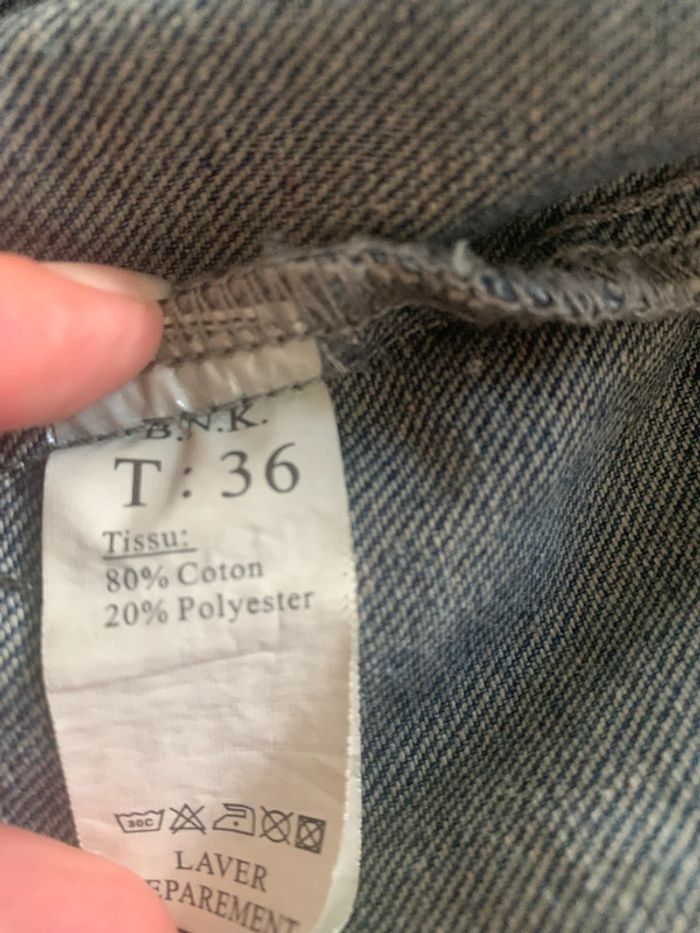 B.N.K.
T: 36
Tissu:
80% Coton
20% Polyester
30C
LAVER
EPAREMENT